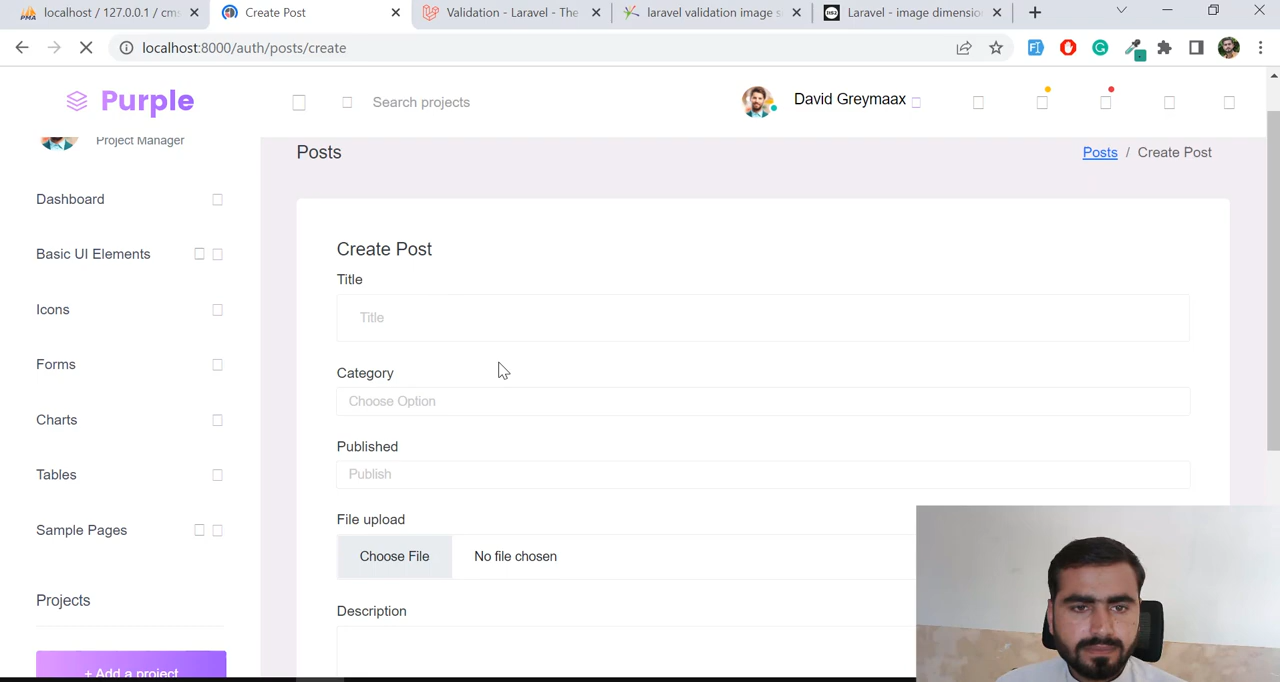 localhost / 127.0.0.1 / cms
Create Post
Validation - Laravel - The
laravel validation image s
Laravel - image dimensio
localhost:8000/auth/posts/create
Purple
Search projects
David Greymaax
Project Manager
Posts
Posts / Create Post
Dashboard
Basic UI Elements
Icons
Forms
Charts
Tables
Sample Pages
Projects
+ Add a project
Create Post
Title
Title
Category
Choose Option
Published
Publish
File upload
Choose File
No file chosen
Description